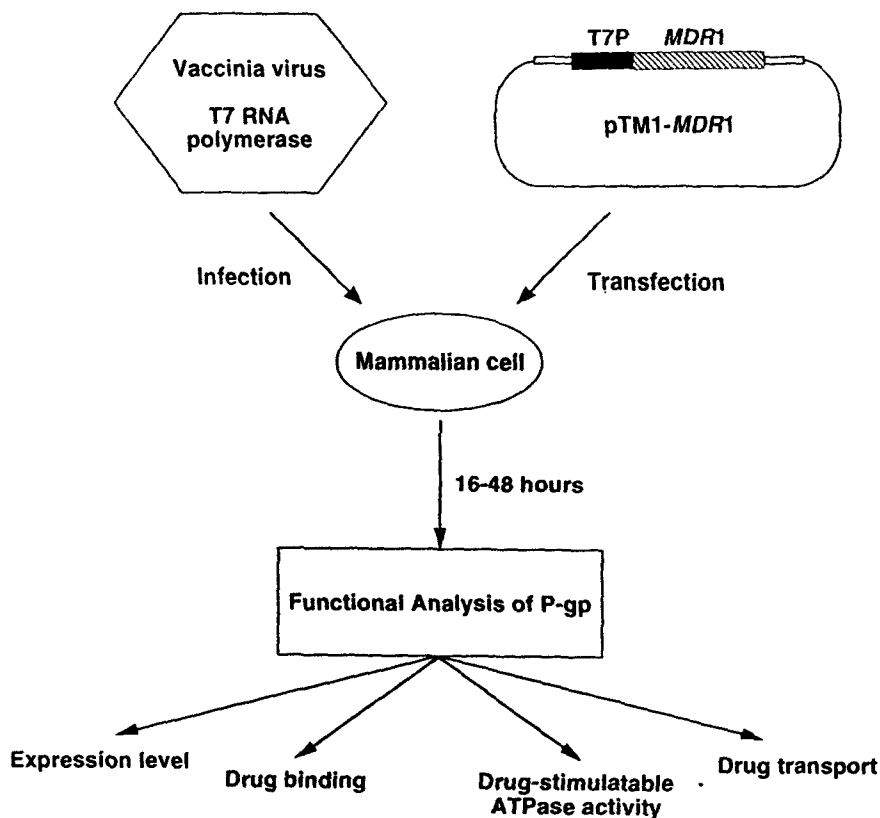 T7P MDR1
Vaccinia virus
T7 RNA
polymerase
pTM1-MDR1
Infection
Transfection
Mammalian cell
16-48 hours
Functional Analysis of P-gp
Expression level
Drug binding
Drug-stimulatable
ATPase activity
Drug transport